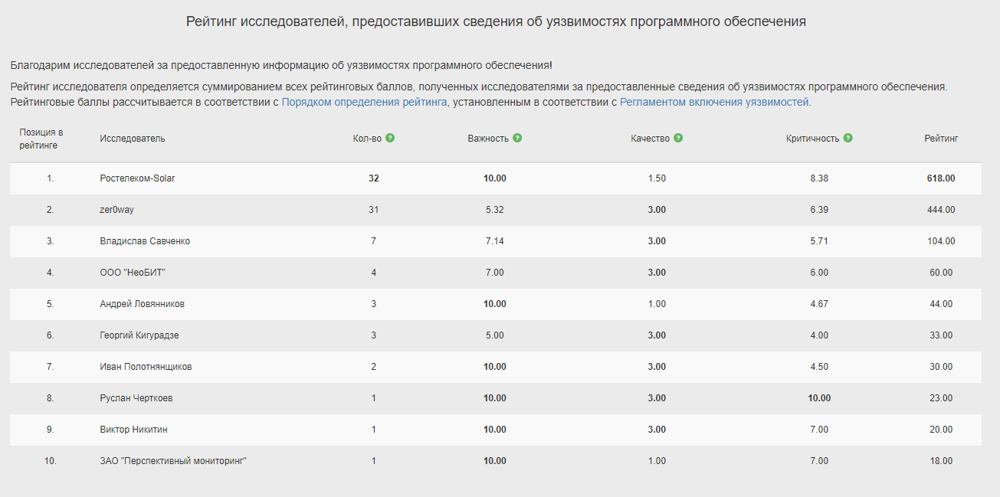 Рейтинг исследователей, предоставивших сведения об уязвимостях программного обеспечения
Благодарим исследователей за предоставленную информацию об уязвимостях программного обеспечения!
Рейтинг исследователя определяется суммированием всех рейтинговых баллов, полученных исследователями за предоставленные сведения об уязвимостях программного обеспечения.
Рейтинговые баллы рассчитывается в соответствии с Порядком определения рейтинга, установленным в соответствии с Регламентом включения уязвимостей.
Позиция в
рейтинге Исследователь Кол-во ? Важность ? Качество ? Критичность ? Рейтинг
1. Ростелеком-Solar 32 10.00 1.50 8.38 618.00
2. zer0way 31 5.32 3.00 6.39 444.00
3. Владислав Савченко 7 7.14 3.00 5.71 104.00
4. ООО "НеоБИТ" 4 7.00 3.00 6.00 60.00
5. Андрей Ловянников 3 10.00 1.00 4.67 44.00
6. Георгий Кигурадзе 3 5.00 3.00 4.00 33.00
7. Иван Полотнянщиков 2 10.00 3.00 4.50 30.00
8. Руслан Черткоев 1 10.00 3.00 10.00 23.00
9. Виктор Никитин 1 10.00 3.00 7.00 20.00
10. ЗАО "Перспективный мониторинг" 1 10.00 1.00 7.00 18.00